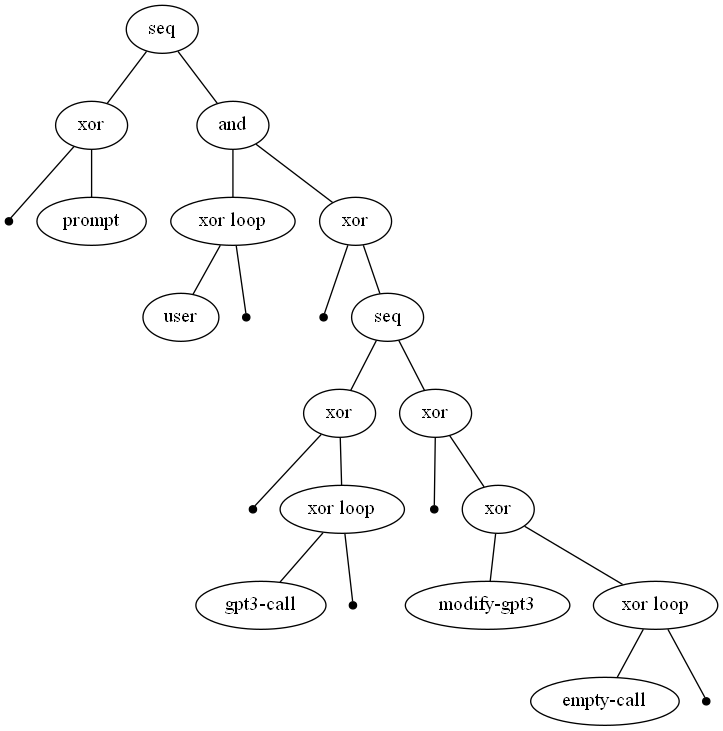 seq
xor
and
prompt
xor loop
xor
user
seq
xor
xor
xor loop
xor
gpt3-call
modify-gpt3
xor loop
empty-call